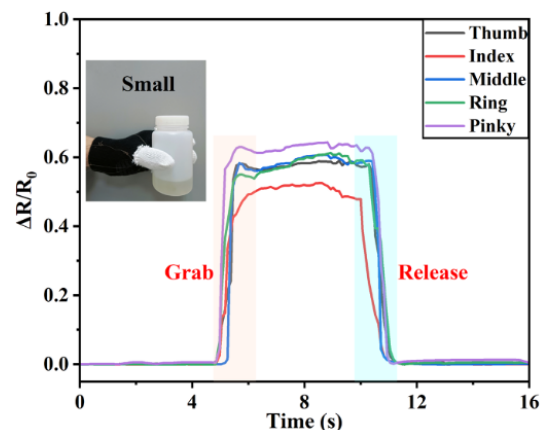 1.0
0.8
0.6
0.4
0.2
0.0
ΔR/R0
Small
Thumb
Index
Middle
Ring
Pinky
Grab
Release
0 4 8 12 16
Time (s)